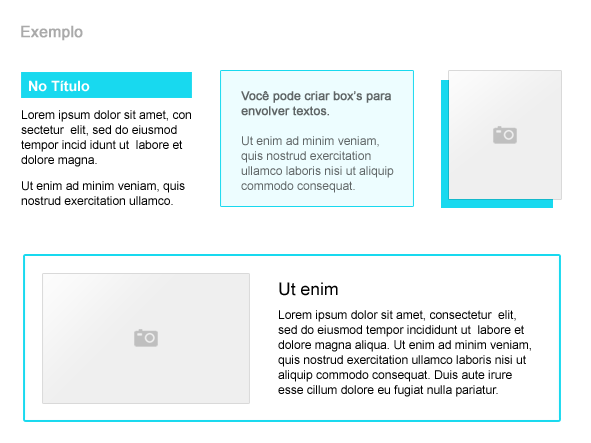 Exemplo
No Título
Lorem ipsum dolor sit amet, con
sectetur elit, sed do eiusmod
tempor incid idunt ut labore et
dolore magna.
Ut enim ad minim veniam, quis
nostrud exercitation ullamco.
Você pode criar box's para
envolver textos.
Ut enim ad minim veniam,
quis nostrud exercitation
ullamco laboris nisi ut aliquip
commodo consequat.
Ut enim
Lorem ipsum dolor sit amet, consectetur elit,
sed do eiusmod tempor incididunt ut labore et
dolore magna aliqua. Ut enim ad minim veniam,
quis nostrud exercitation ullamco laboris nisi ut
aliquip commodo consequat. Duis aute irure
esse cillum dolore eu fugiat nulla pariatur.